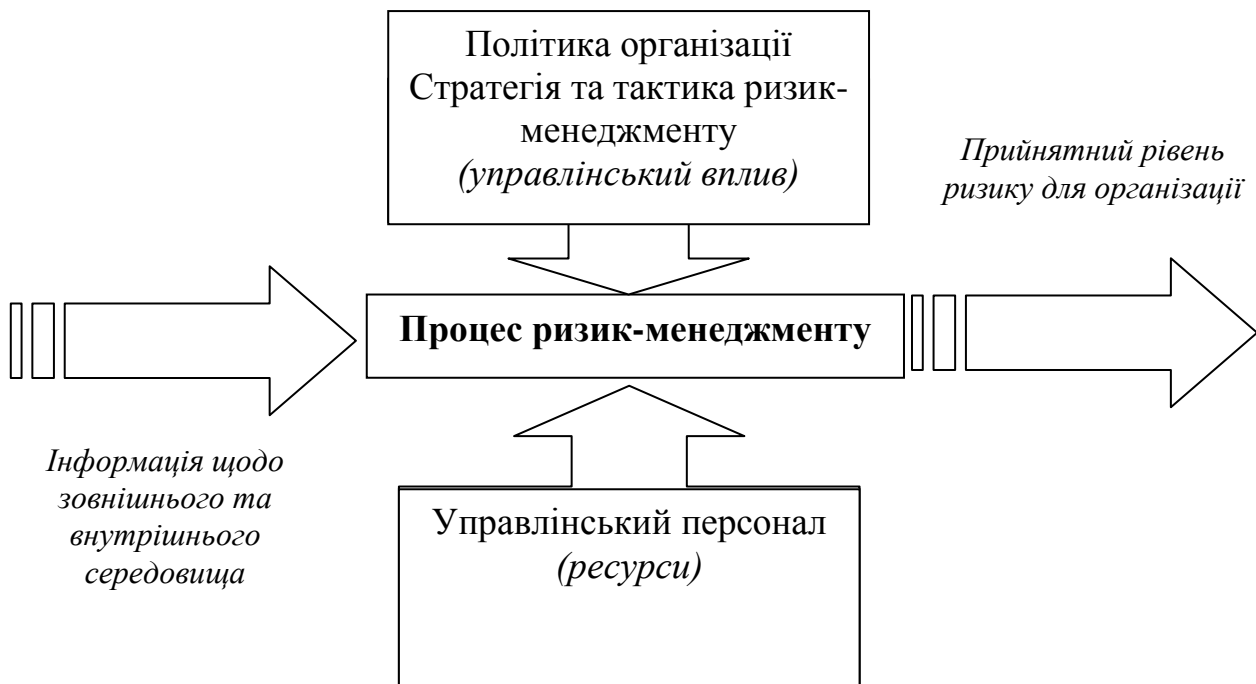 Політика організації
Стратегія та тактика ризик-
менеджменту
(управлінський вплив)
Прийнятний рівень
ризику для організації
Процес ризик-менеджменту
Інформація щодо
зовнішнього та
внутрішнього
середовища
Управлінський персонал
(ресурси)